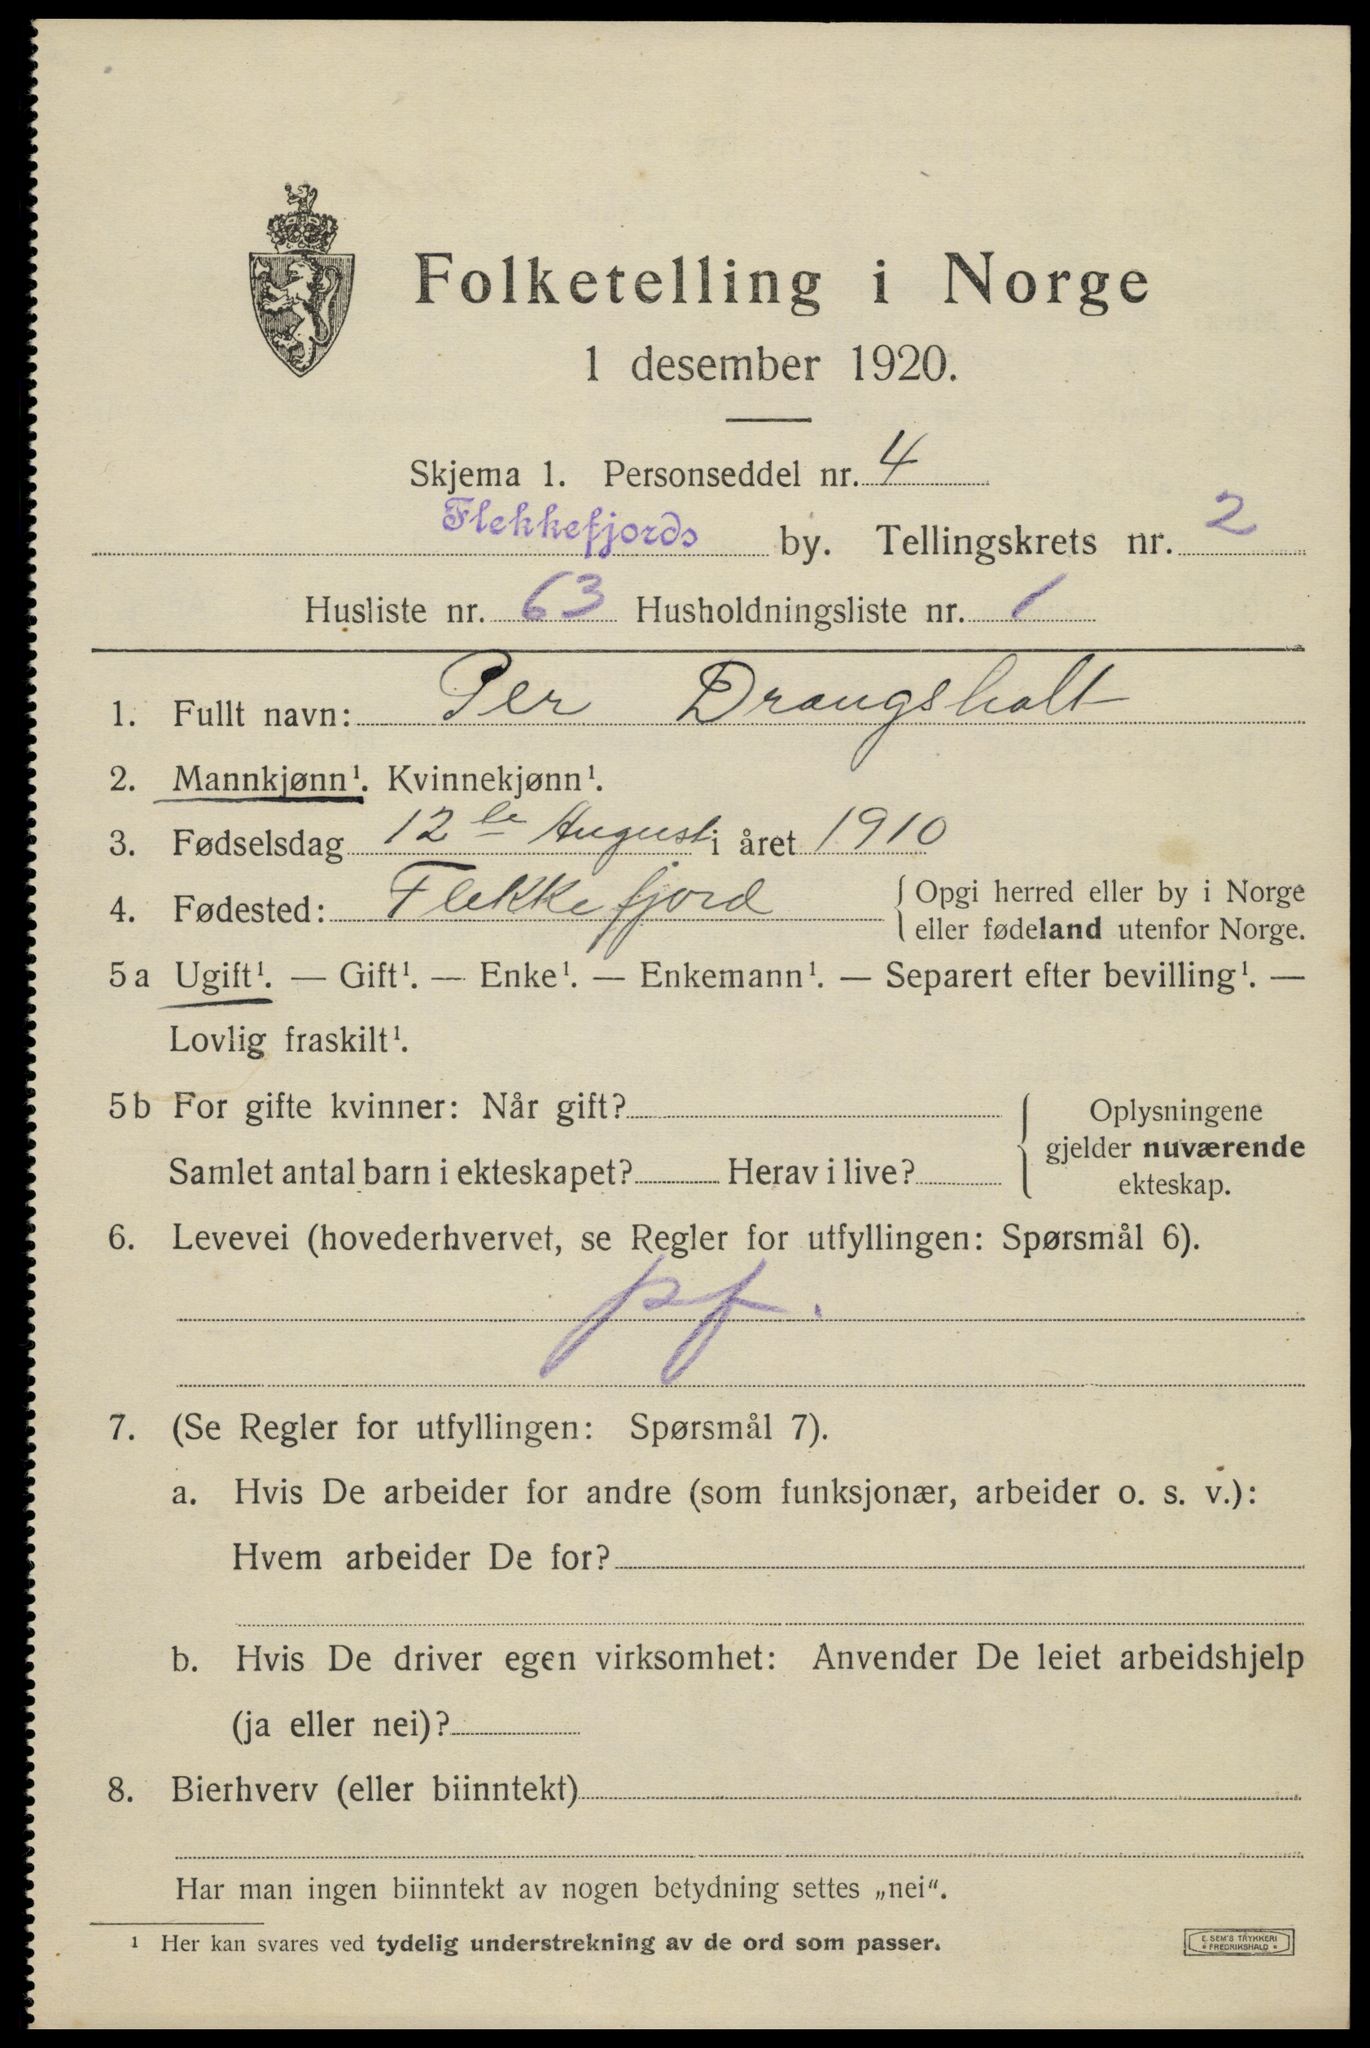 Folketelling i Norge
1 desember 1920.
Skjema 1. Personseddel nr. 4
Flekkefjords by. Tellingskrets nr. 2
Husliste nr. 63 Husholdningsliste nr. 1
1. Fullt navn: Per Drangsholt
2. Mannkjønn¹. Kvinnekjønn¹.
3. Fødselsdag 12te August i året 1910
4. Fødested: Flekkefjord { Opgi herred eller by i Norge
eller fødeland utenfor Norge.
5a Ugift¹. — Gift¹. — Enke¹. — Enkemann¹. — Separert efter bevilling¹. —
Lovlig fraskilt¹.
5b For gifte kvinner: Når gift? { Oplysningene
gjelder nuværende
Samlet antal barn i ekteskapet? Herav i live? ekteskap.
6. Levevei (hovederhvervet, se Regler for utfyllingen: Spørsmål 6).
pf.
7. (Se Regler for utfyllingen: Spørsmål 7).
a. Hvis De arbeider for andre (som funksjonær, arbeider o. s. v.):
Hvem arbeider De for?
b. Hvis De driver egen virksomhet: Anvender De leiet arbeidshjelp
(ja eller nei)?
8. Bierhverv (eller biinntekt)
Har man ingen biinntekt av nogen betydning settes „nei“.
¹ Her kan svares ved tydelig understrekning av de ord som passer.
E. SEM'S TRYKKERI
FREDRIKSHALD